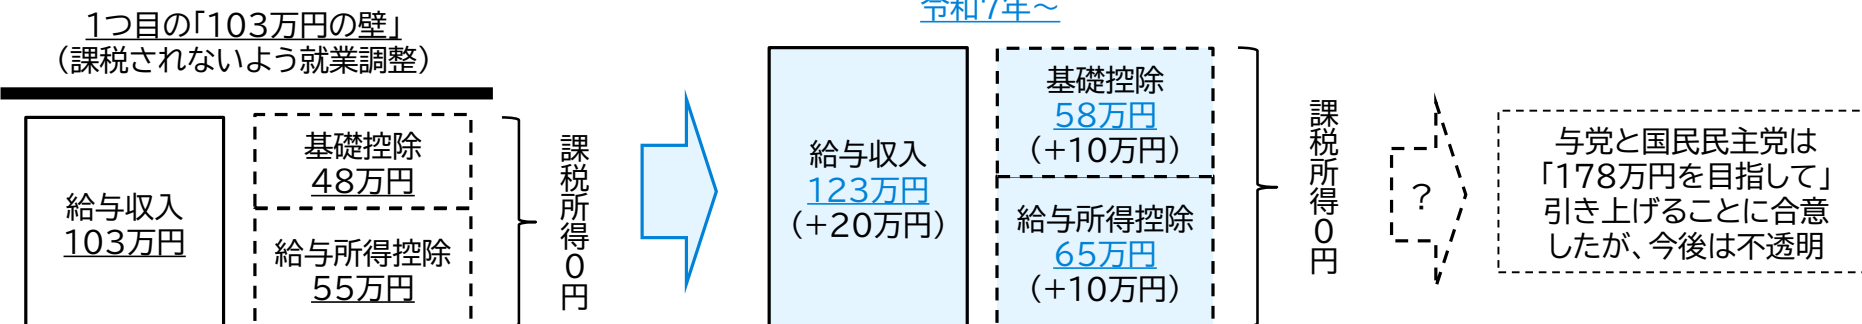 1つ目の「103万円の壁」
（課税されないよう就業調整）
給与収入
103万円
基礎控除
48万円
給与所得控除
55万円
課税所得0円
令和7年～
給与収入
123万円
（+20万円）
基礎控除
58万円
（+10万円）
給与所得控除
65万円
（+10万円）
課税所得0円
？
与党と国民民主党は
「178万円を目指して」
引き上げることに合意
したが、今後は不透明